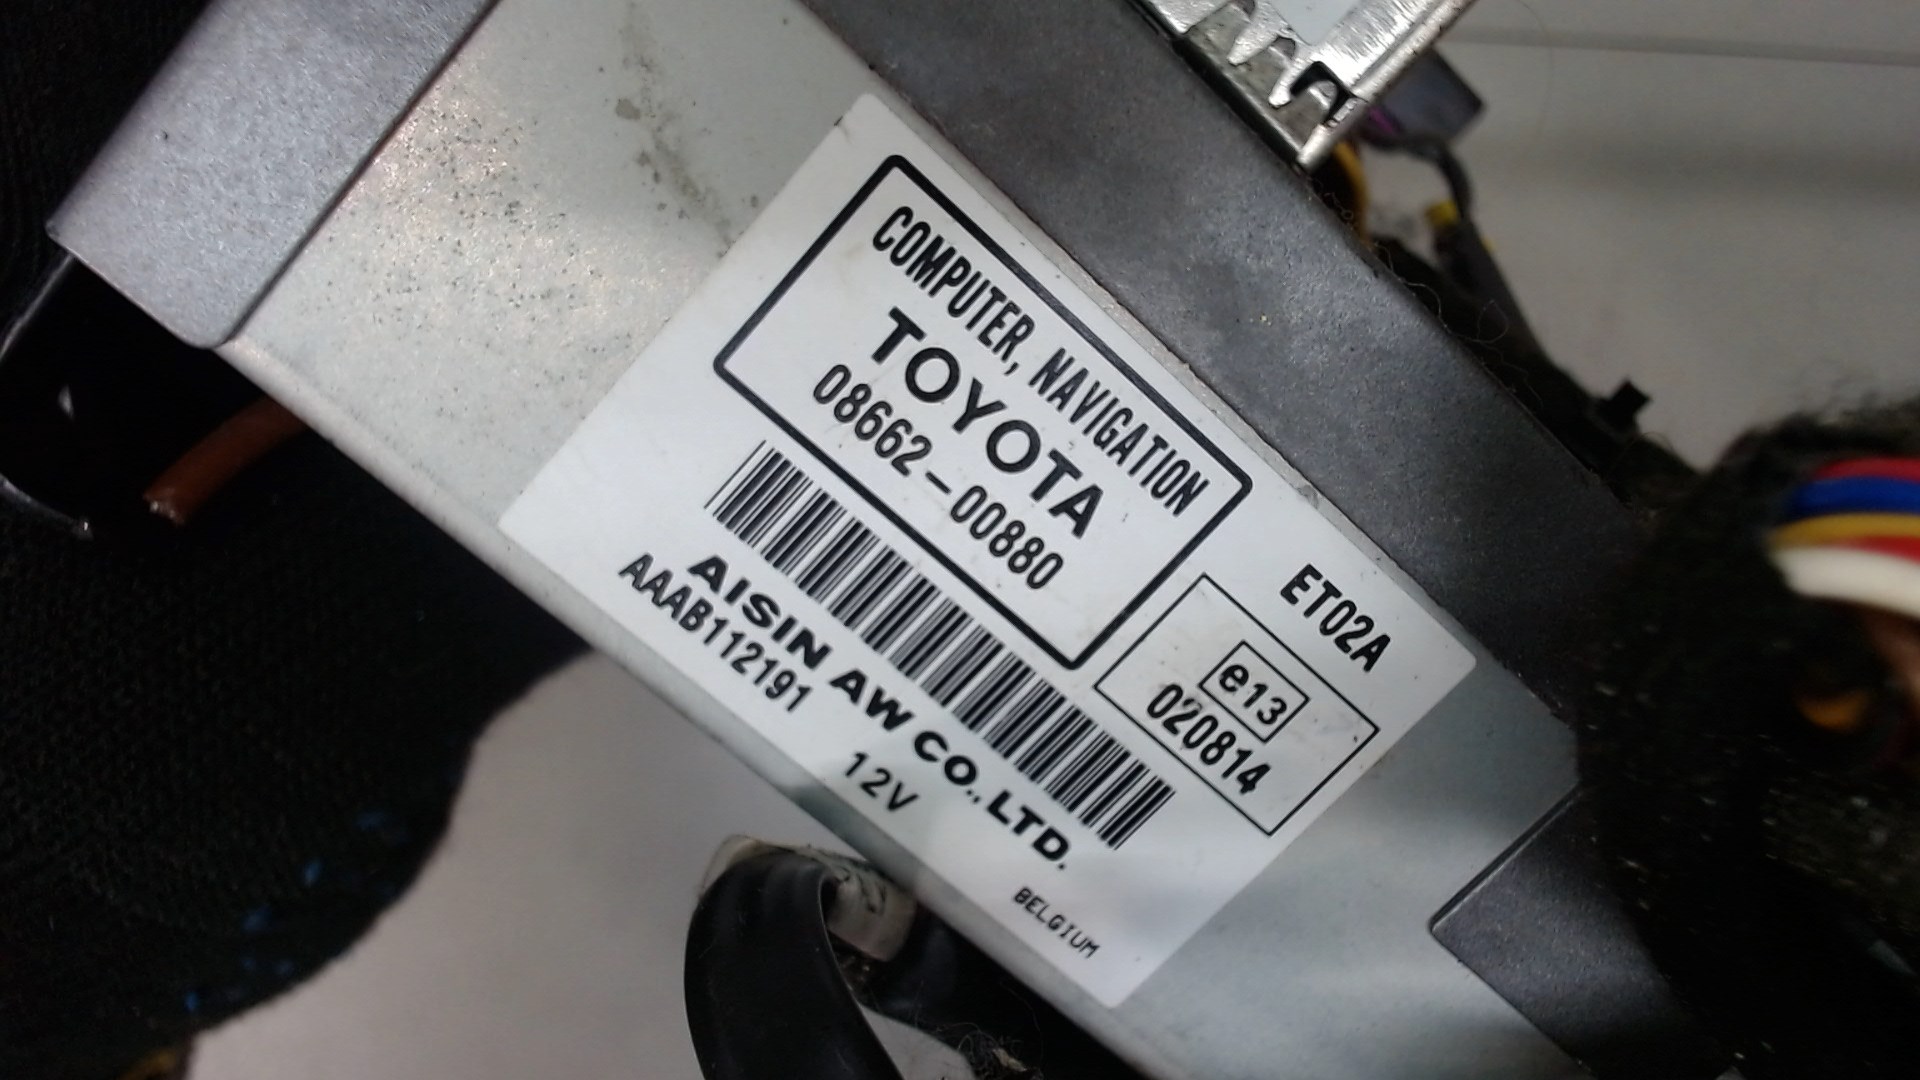 COMPUTER, NAVIGATION
TOYOTA
08662-00880
ET02A
e13
020814
AISIN AW CO., LTD.
AAAB112191
12V
BELGIUM